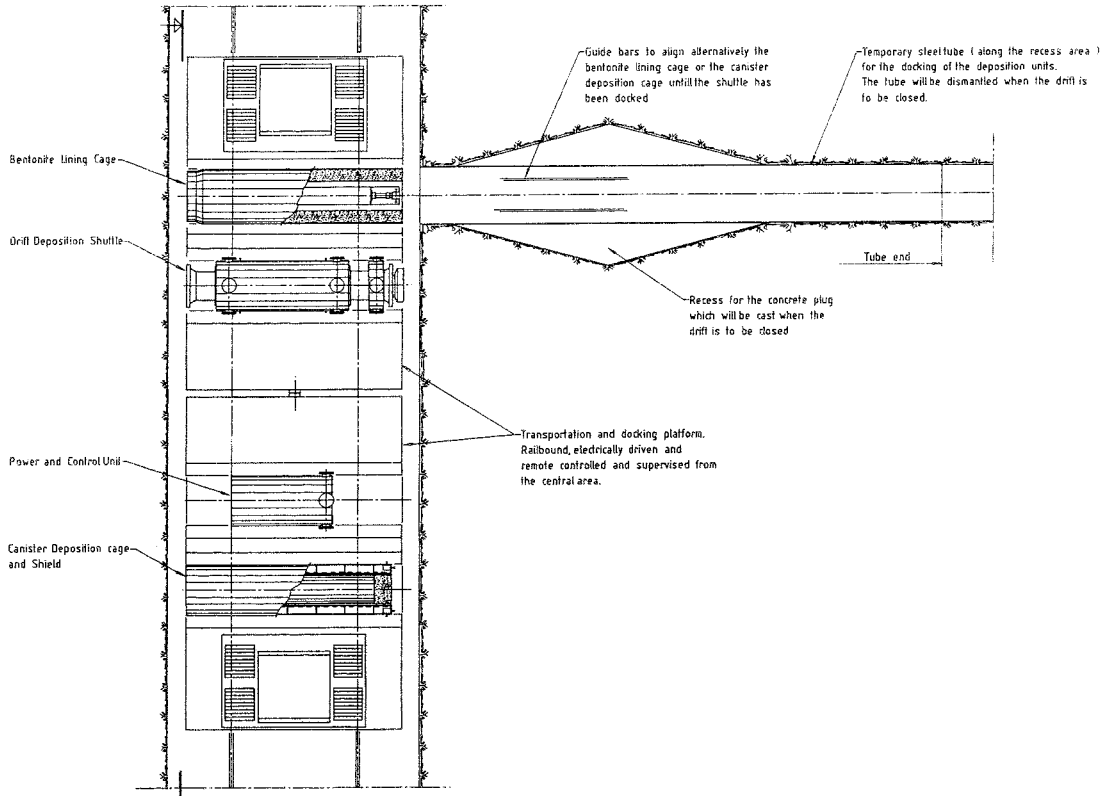 Guide bars to align alternatively the
bentonite lining cage or the canister
deposition cage untill the shuttle has
been docked
Temporary steel tube ( along the recess area )
for the docking of the deposition units.
The tube will be dismantled when the drift is
to be closed.
Bentonite Lining Cage
Drift Deposition Shuttle
Tube end
Recess for the concrete plug
which will be cast when the
drift is to be closed
Transportation and docking platform.
Railbound, electrically driven and
remote controlled and supervised from
the central area.
Power and Control Unit
Canister Deposition cage
and Shield